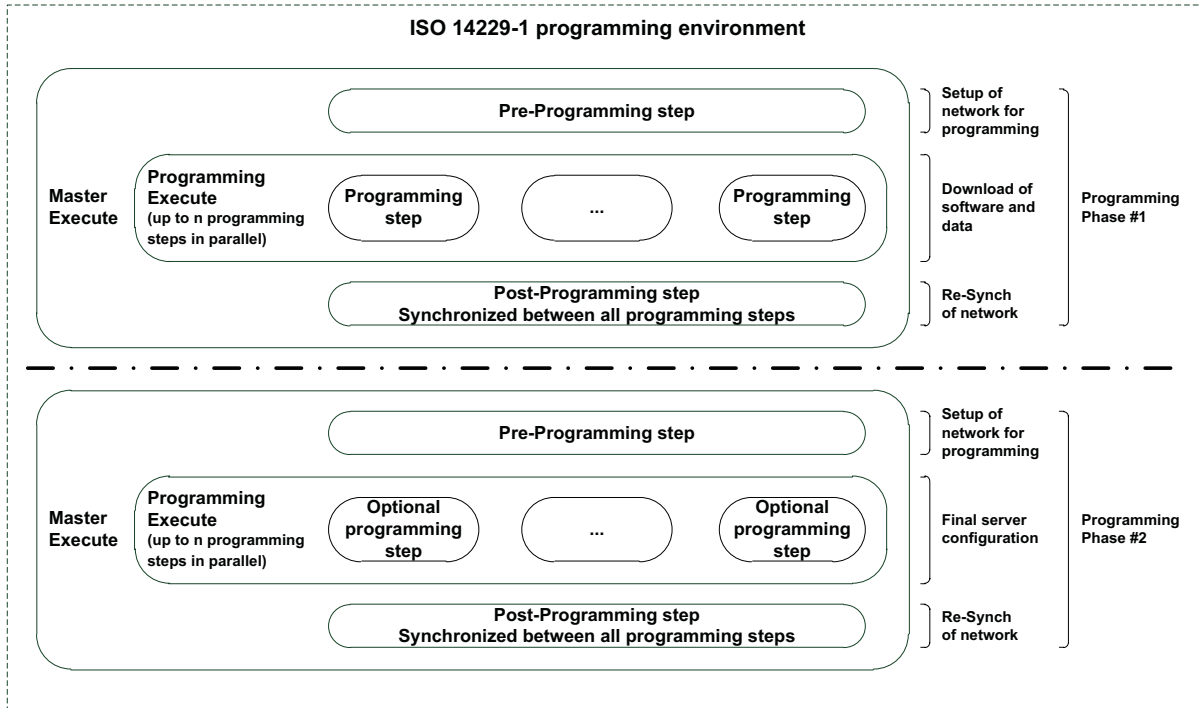 ISO 14229-1 programming environment
Pre-Programming step
Setup of
network for
programming
Master
Execute
Programming
Execute
(up to n programming
steps in parallel)
Programming
step
...
Programming
step
Download of
software and
data
Programming
Phase #1
Post-Programming step
Synchronized between all programming steps
Re-Synch
of network
Pre-Programming step
Setup of
network for
programming
Master
Execute
Programming
Execute
(up to n programming
steps in parallel)
Optional
programming
step
...
Optional
programming
step
Final server
configuration
Programming
Phase #2
Post-Programming step
Synchronized between all programming steps
Re-Synch
of network